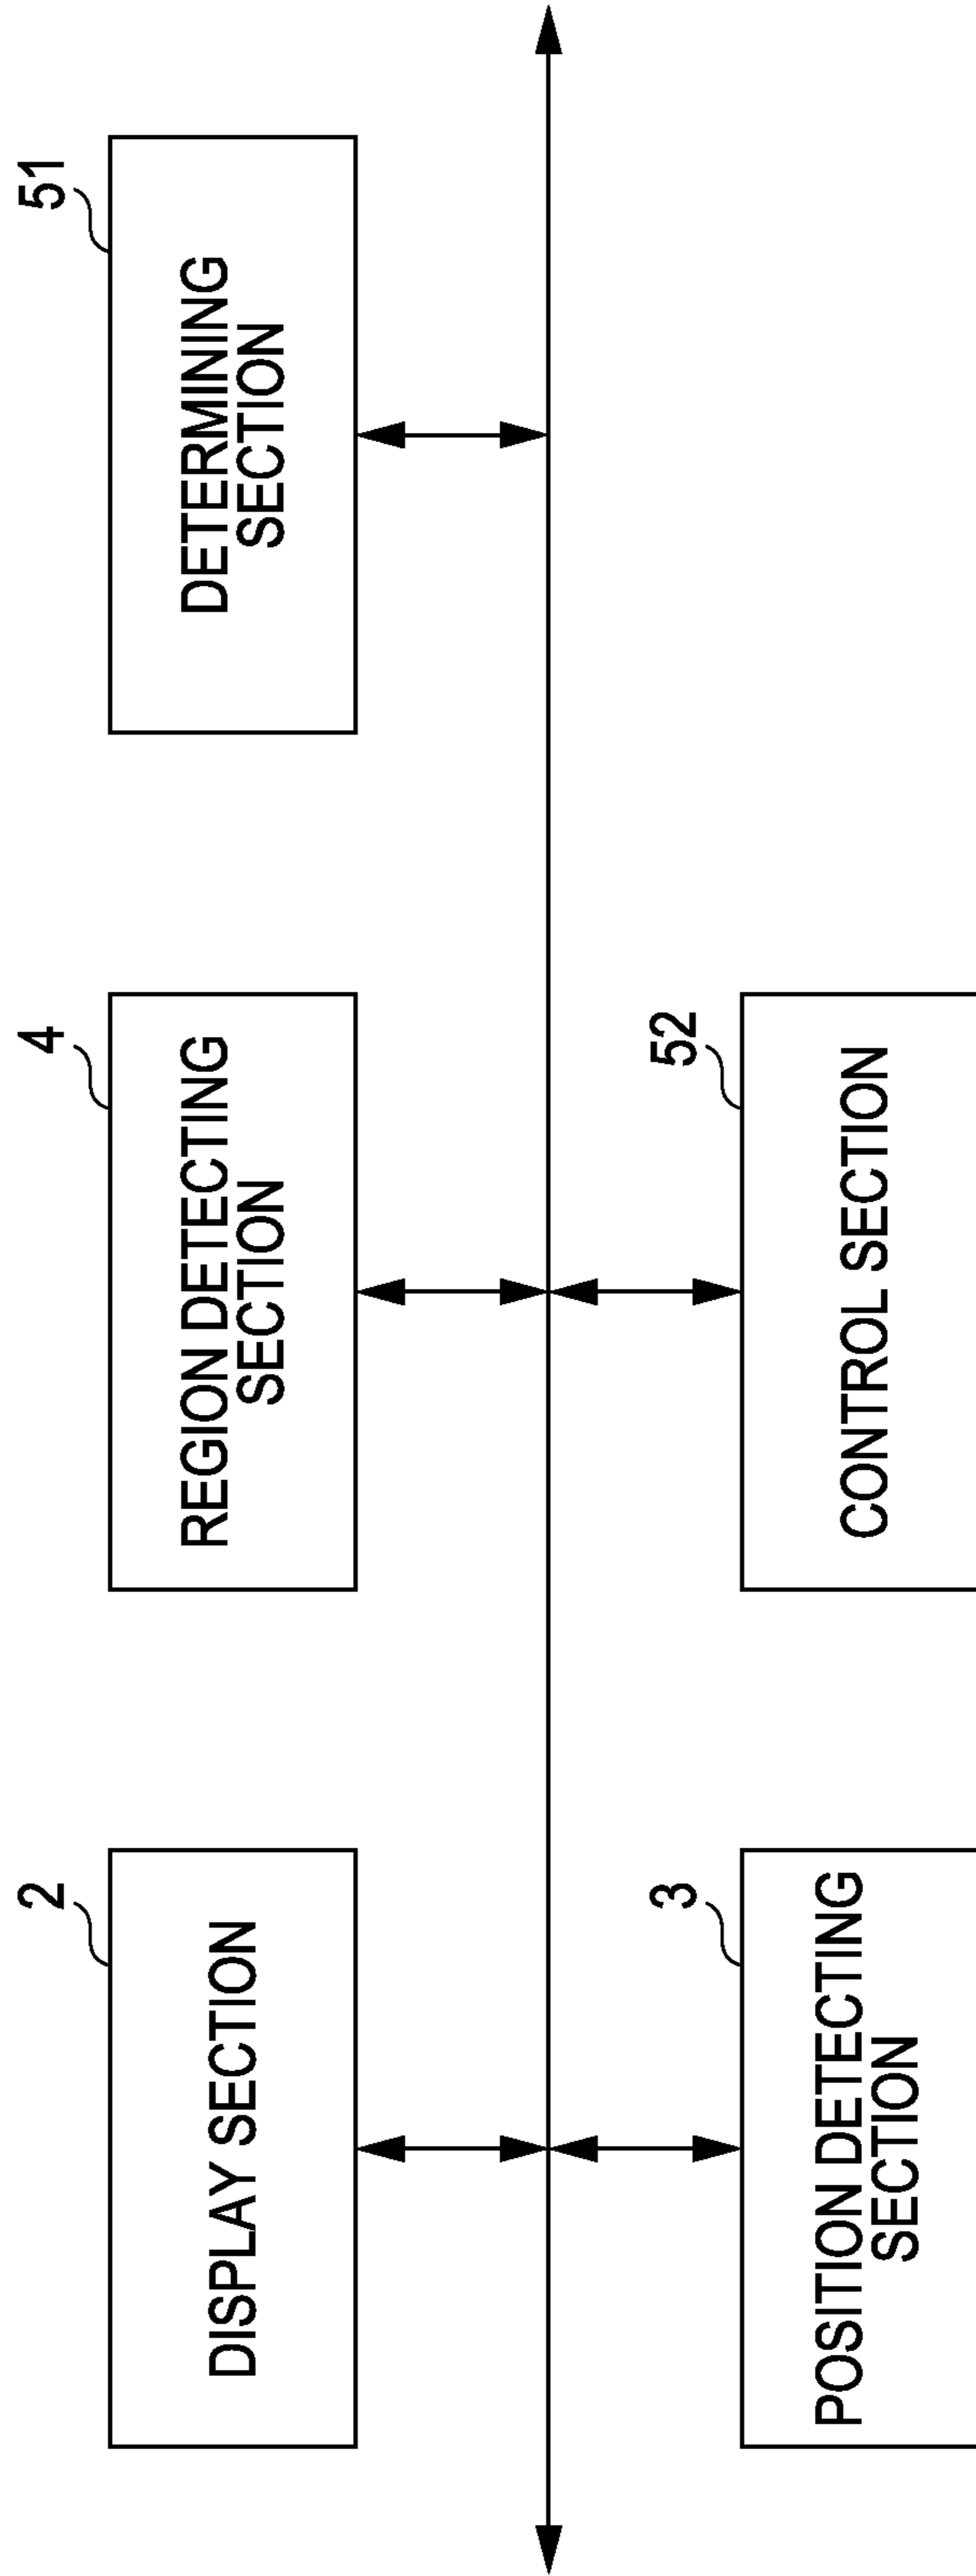 2
DISPLAY SECTION
4
REGION DETECTING
SECTION
51
DETERMINING
SECTION
3
POSITION DETECTING
SECTION
52
CONTROL SECTION